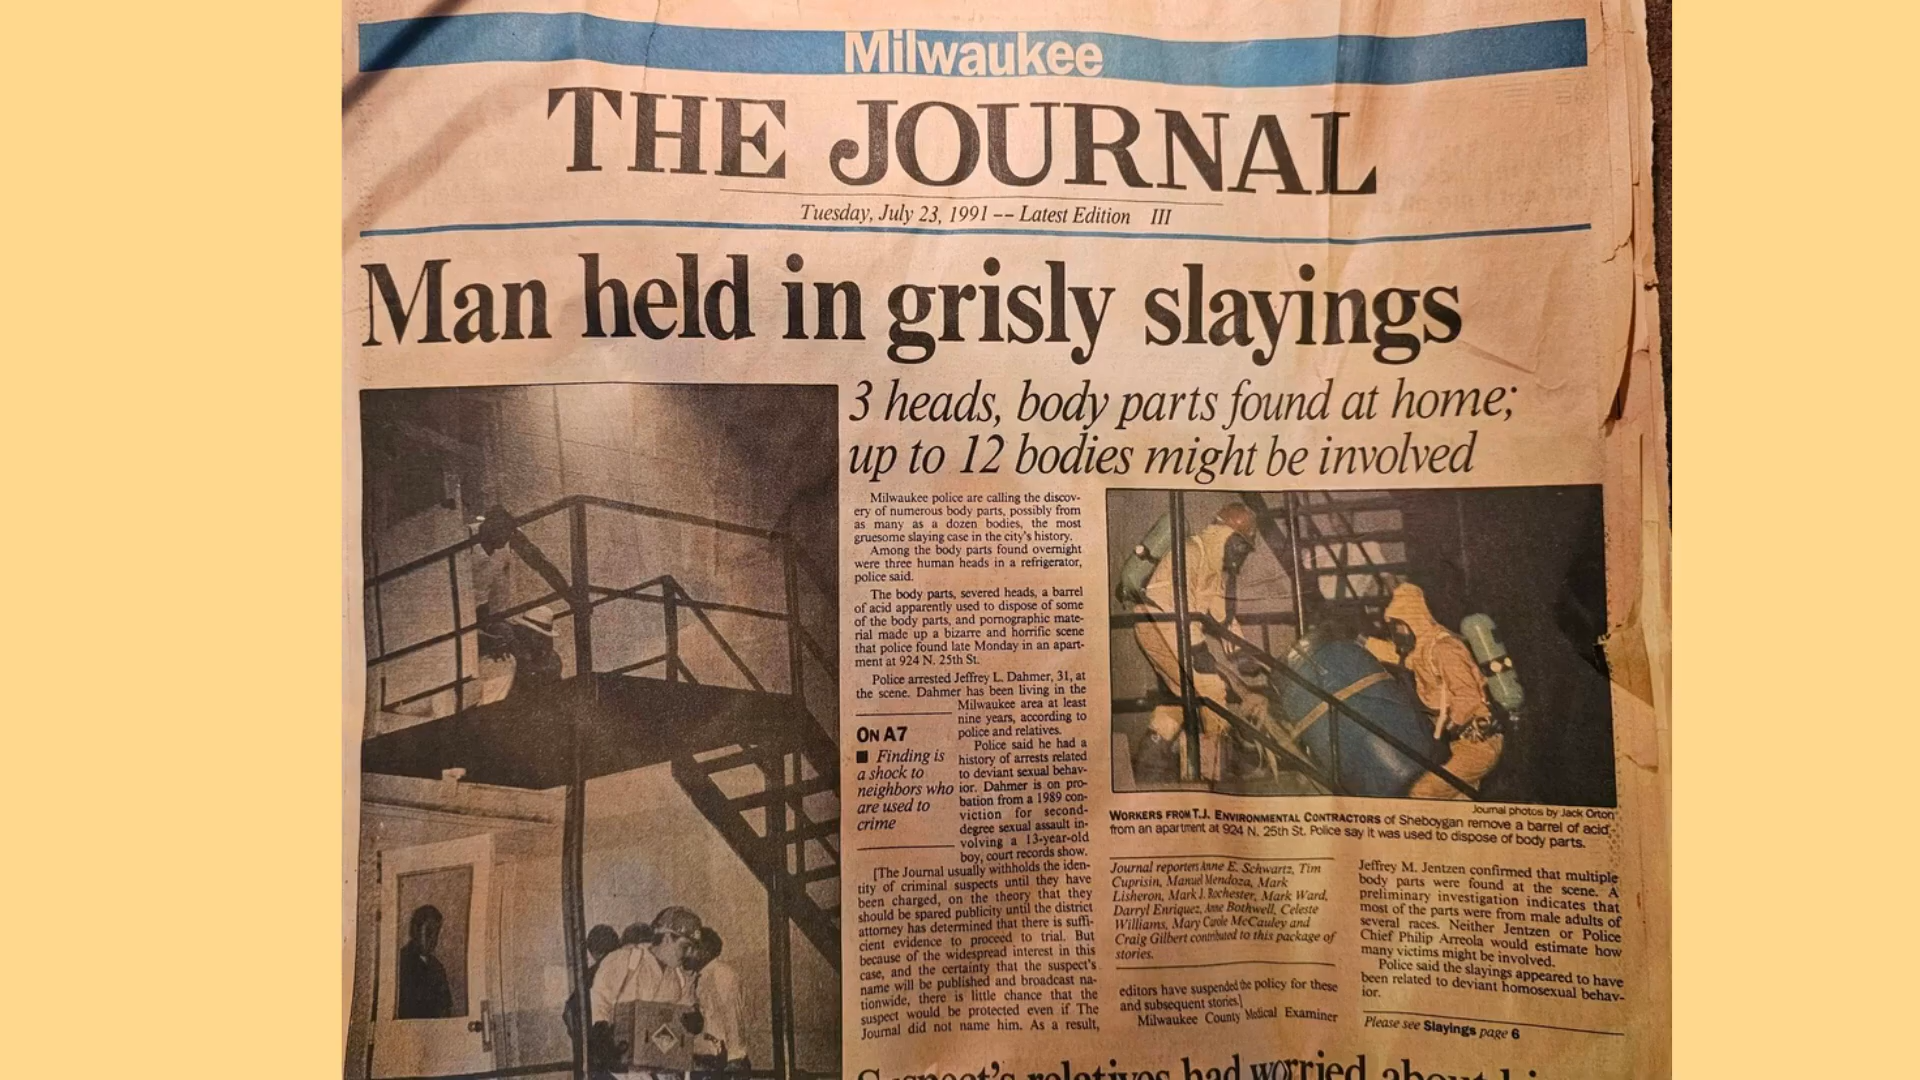 Milwaukee
THE JOURNAL
Tuesday, July 23, 1991 -- Latest Edition III
Man held in grisly slayings
3 heads, body parts found at home;
up to 12 bodies might be involved
Milwaukee police are calling the discov-
ery of numerous body parts, possibly from
as many as a dozen bodies, the most
gruesome slaying case in the city's history.
Among the body parts found overnight
were three human heads in a refrigerator,
police said.
The body parts, severed heads, a barrel
of acid apparently used to dispose of some
of the body parts, and pornographic mate-
rial made up a bizarre and horrific scene
that police found late Monday in an apart-
ment at 924 N. 25th St.
Police arrested Jeffrey L. Dahmer, 31, at
the scene. Dahmer has been living in the
Milwaukee area at least
nine years, according to
police and relatives.
Police said he had a
history of arrests related
to deviant sexual behav-
ior. Dahmer is on pro-
bation from a 1989 con-
viction for second-
degree sexual assault in-
volving a 13-year-old
boy, court records show.
ON A7
■ Finding is
a shock to
neighbors who
are used to
crime
[The Journal usually withholds the iden-
tity of criminal suspects until they have
been charged, on the theory that they
should be spared publicity until the district
attorney has determined that there is suffi-
cient evidence to proceed to trial. But
because of the widespread interest in this
case, and the certainty that the suspect's
name will be published and broadcast na-
tionwide, there is little chance that the
suspect would be protected even if The
Journal did not name him. As a result,
Journal photos by Jack Orton
WORKERS FROM T.J. ENVIRONMENTAL CONTRACTORS of Sheboygan remove a barrel of acid
from an apartment at 924 N. 25th St. Police say it was used to dispose of body parts.
Journal reporters Anne E. Schwartz, Tim
Cuprisin, Manuel Mendoza, Mark
Lisheron, Mark J. Rochester, Mark Ward,
Darryl Enriquez, Anne Bothwell, Celeste
Williams, Mary Carole McCauley and
Craig Gilbert contributed to this package of
stories.
editors have suspended the policy for these
and subsequent stories.]
Milwaukee County Medical Examiner
Jeffrey M. Jentzen confirmed that multiple
body parts were found at the scene. A
preliminary investigation indicates that
most of the parts were from male adults of
several races. Neither Jentzen or Police
Chief Philip Arreola would estimate how
many victims might be involved.
Police said the slayings appeared to have
been related to deviant homosexual behav-
ior.
Please see Slayings page 6
Suspect's relatives had worried about